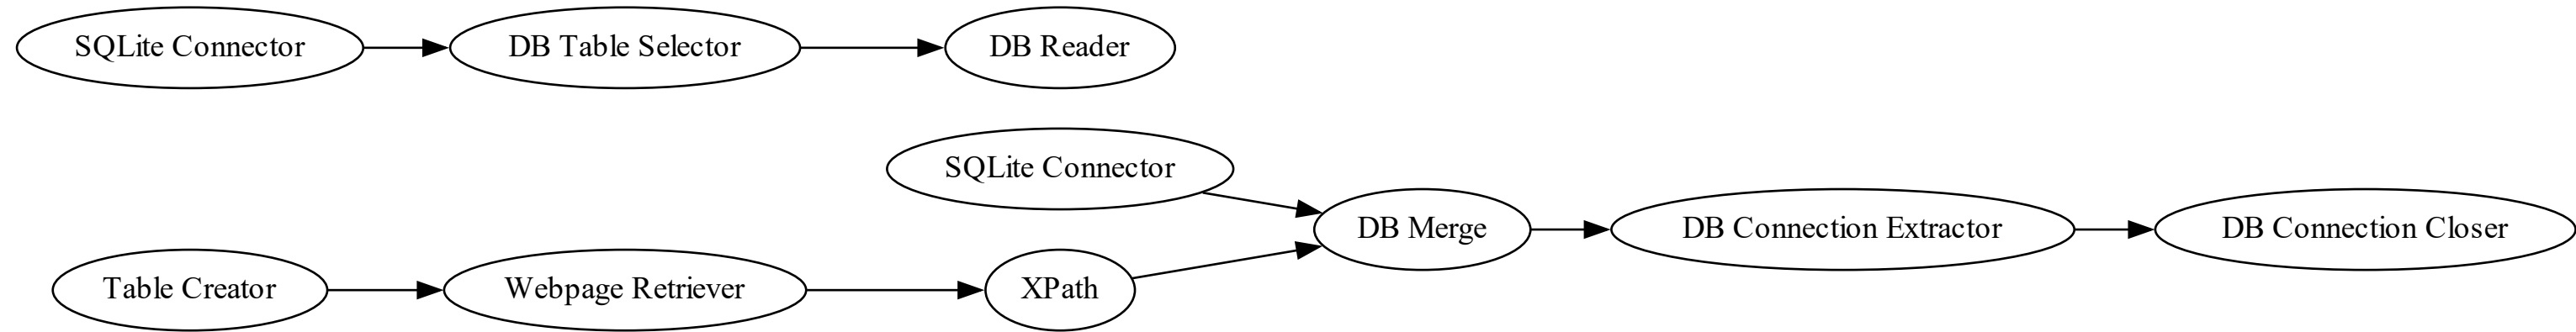 SQLite Connector
DB Table Selector
DB Reader
SQLite Connector
DB Merge
DB Connection Extractor
DB Connection Closer
Table Creator
Webpage Retriever
XPath